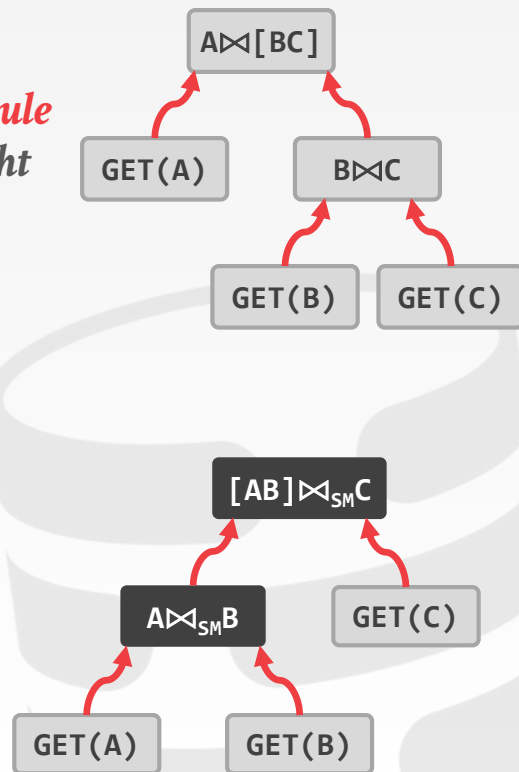 A⋈[BC]
ule
ht
GET(A)
B⋈C
GET(B)
GET(C)
[AB]⋈SMC
A⋈SMB
GET(C)
GET(A)
GET(B)